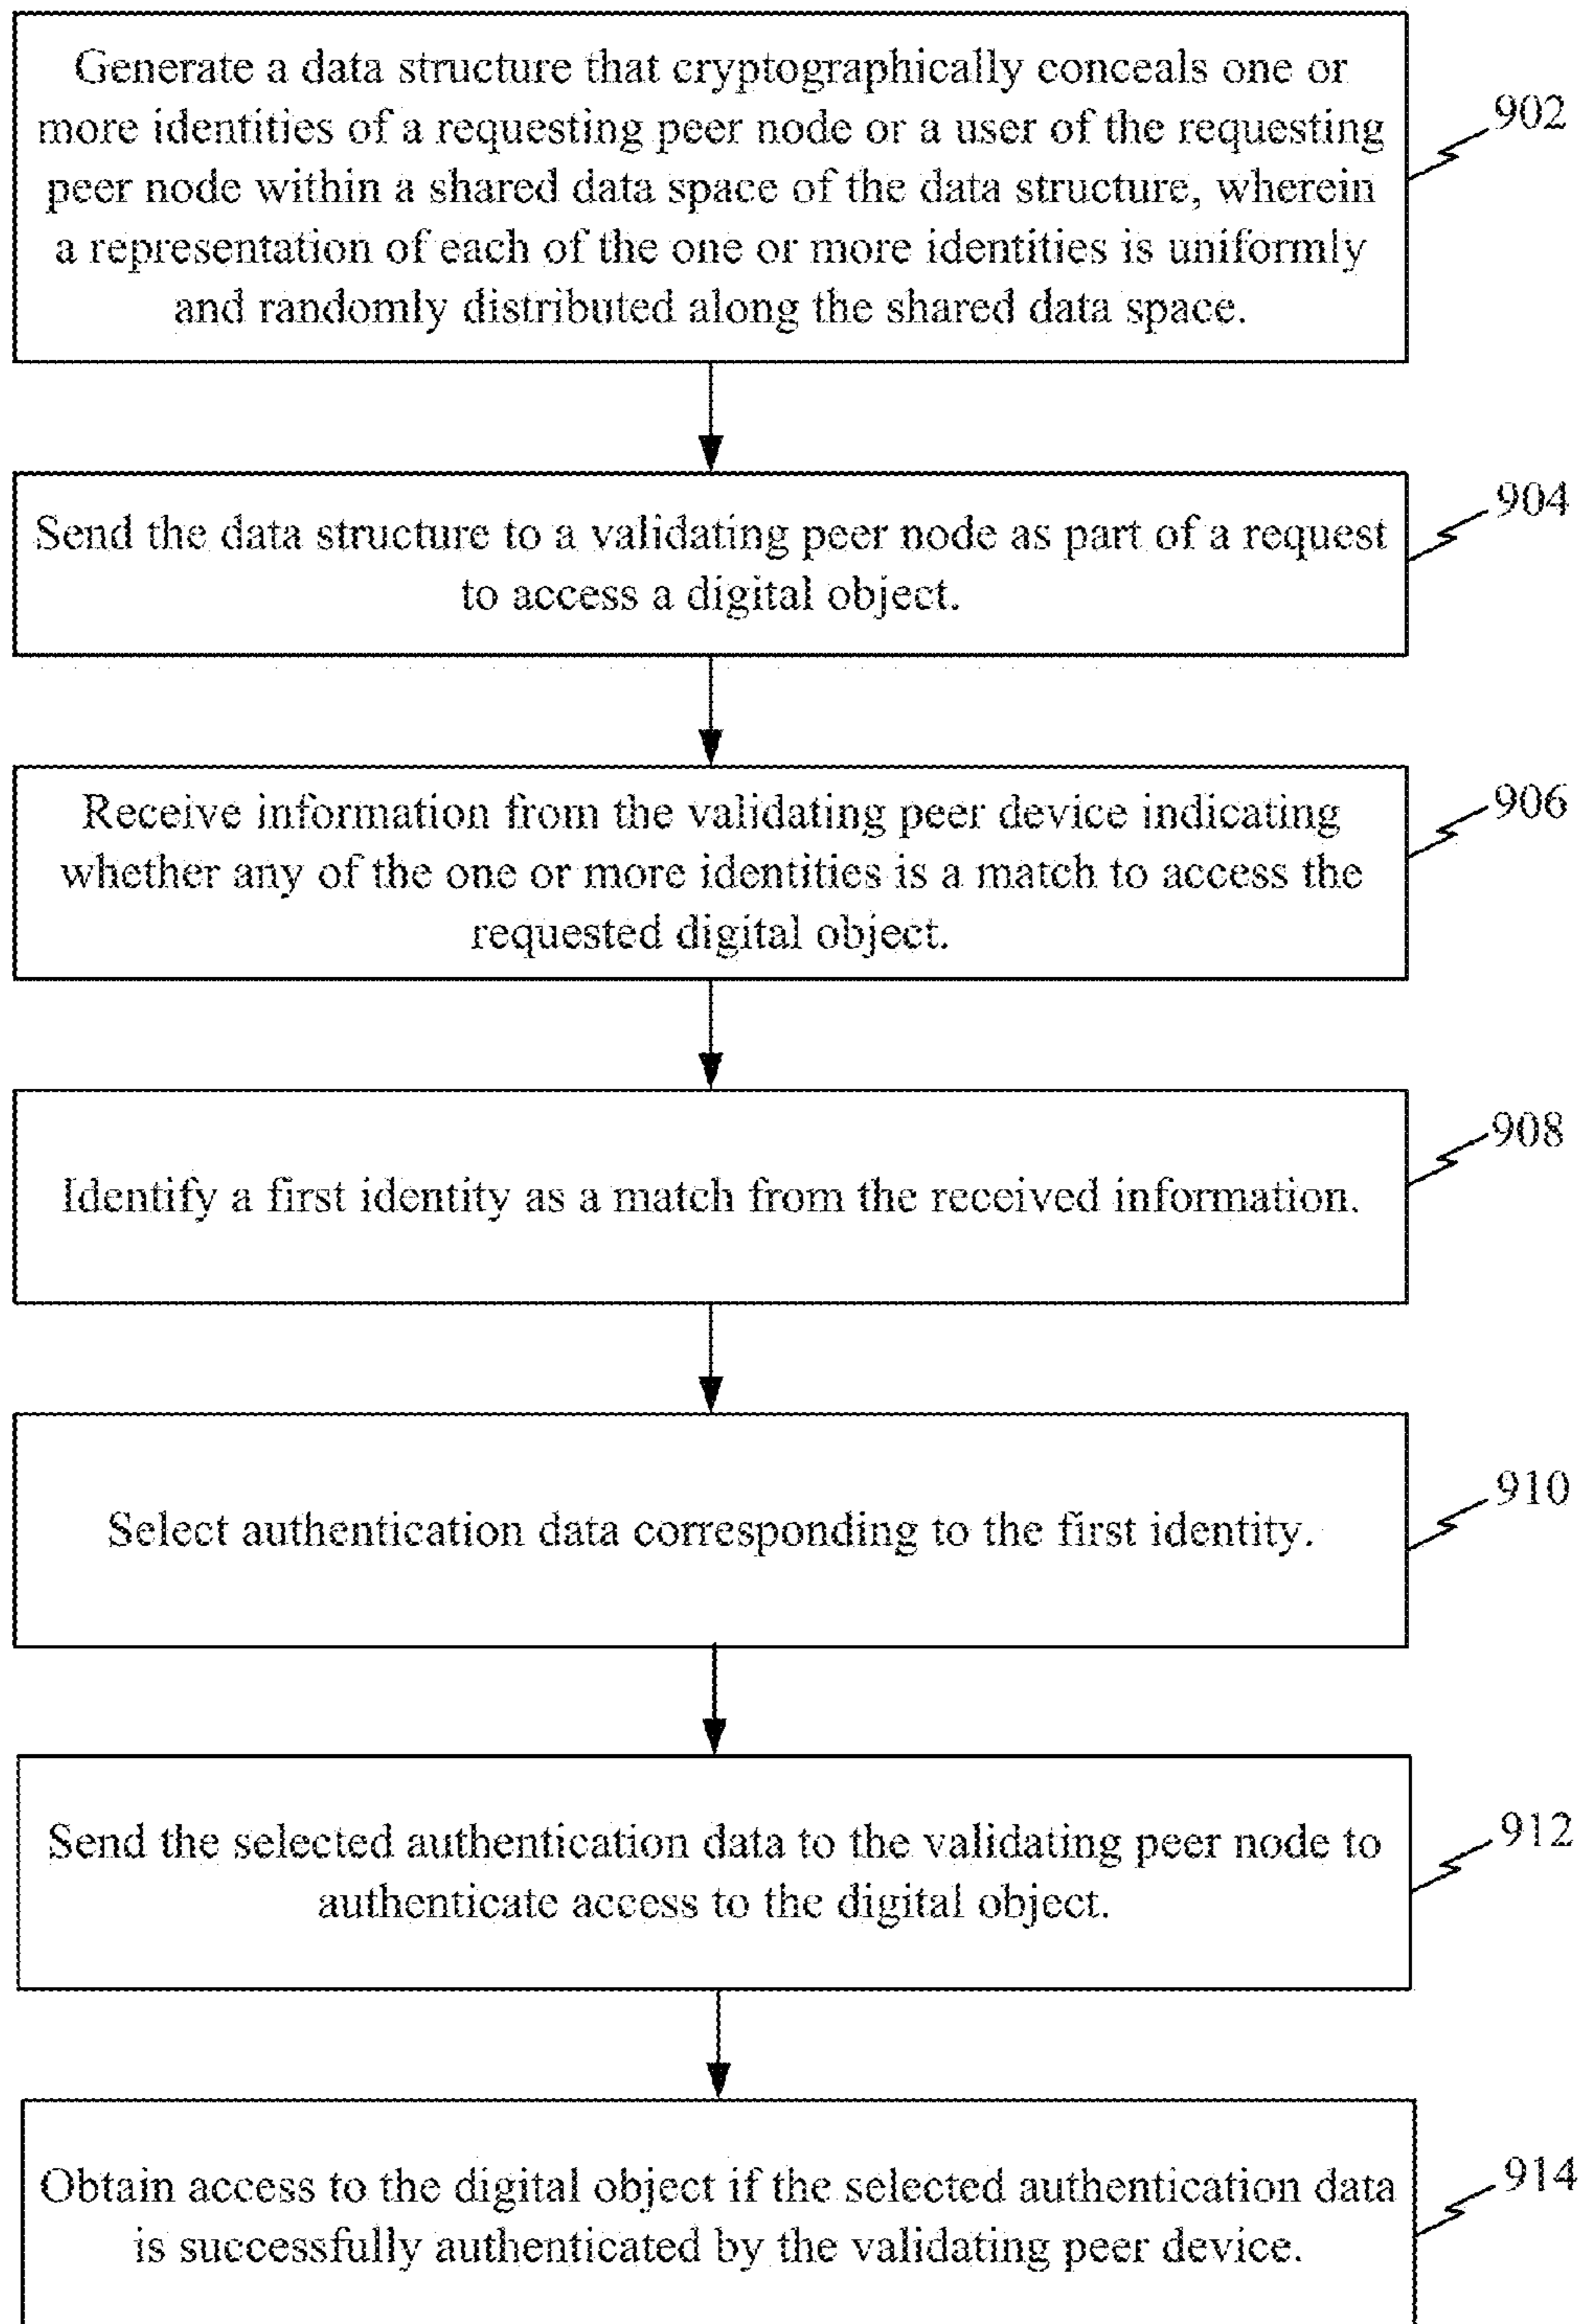 Generate a data structure that cryptographically conceals one or
more identities of a requesting peer node or a user of the requesting
peer node within a shared data space of the data structure, wherein
a representation of each of the one or more identities is uniformly
and randomly distributed along the shared data space.
902
Send the data structure to a validating peer node as part of a request
to access a digital object.
904
Receive information from the validating peer device indicating
whether any of the one or more identities is a match to access the
requested digital object.
906
Identify a first identity as a match from the received information.
908
Select authentication data corresponding to the first identity.
910
Send the selected authentication data to the validating peer node to
authenticate access to the digital object.
912
Obtain access to the digital object if the selected authentication data
is successfully authenticated by the validating peer device.
914